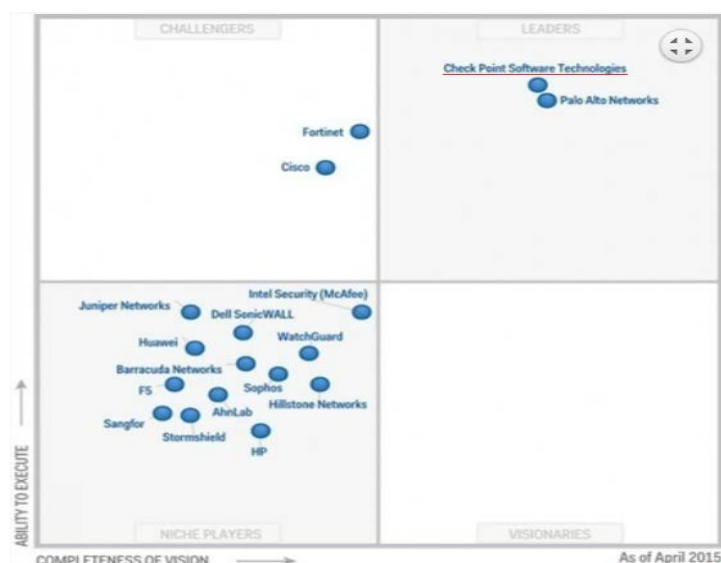 CHALLENGERS
LEADERS
Check Point Software Technologies
Palo Alto Networks
Fortinet
Cisco
Intel Security (McAfee)
Juniper Networks
Dell SonicWALL
WatchGuard
Huawei
Barracuda Networks
Sophos
F5
Hillstone Networks
AhnLab
Sangfor
Stormshield
HP
ABILITY TO EXECUTE
NICHE PLAYERS
VISIONARIES
COMPLETENESS OF VISION
As of April 2015